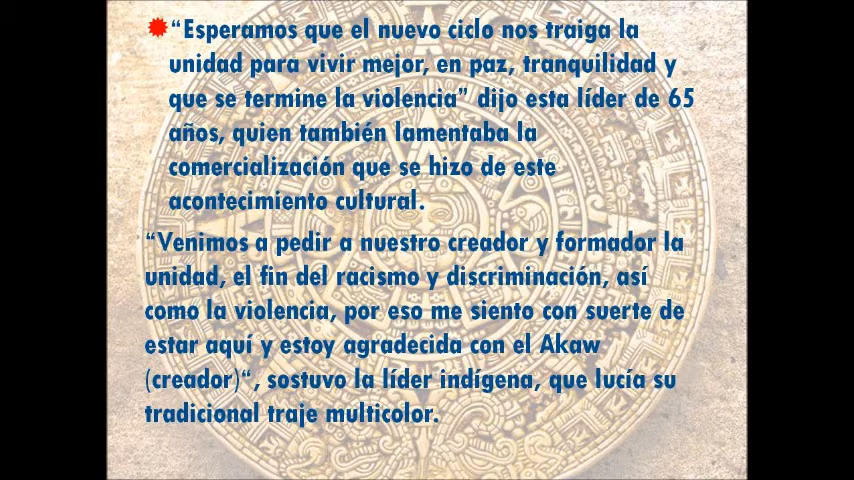 “Esperamos que el nuevo ciclo nos traiga la
unidad para vivir mejor, en paz, tranquilidad y
que se termine la violencia” dijo esta líder de 65
años, quien también lamentaba la
comercialización que se hizo de este
acontecimiento cultural.
“Venimos a pedir a nuestro creador y formador la
unidad, el fin del racismo y discriminación, así
como la violencia, por eso me siento con suerte de
estar aquí y estoy agradecida con el Akaw
(creador)“, sostuvo la líder indígena, que lucía su
tradicional traje multicolor.